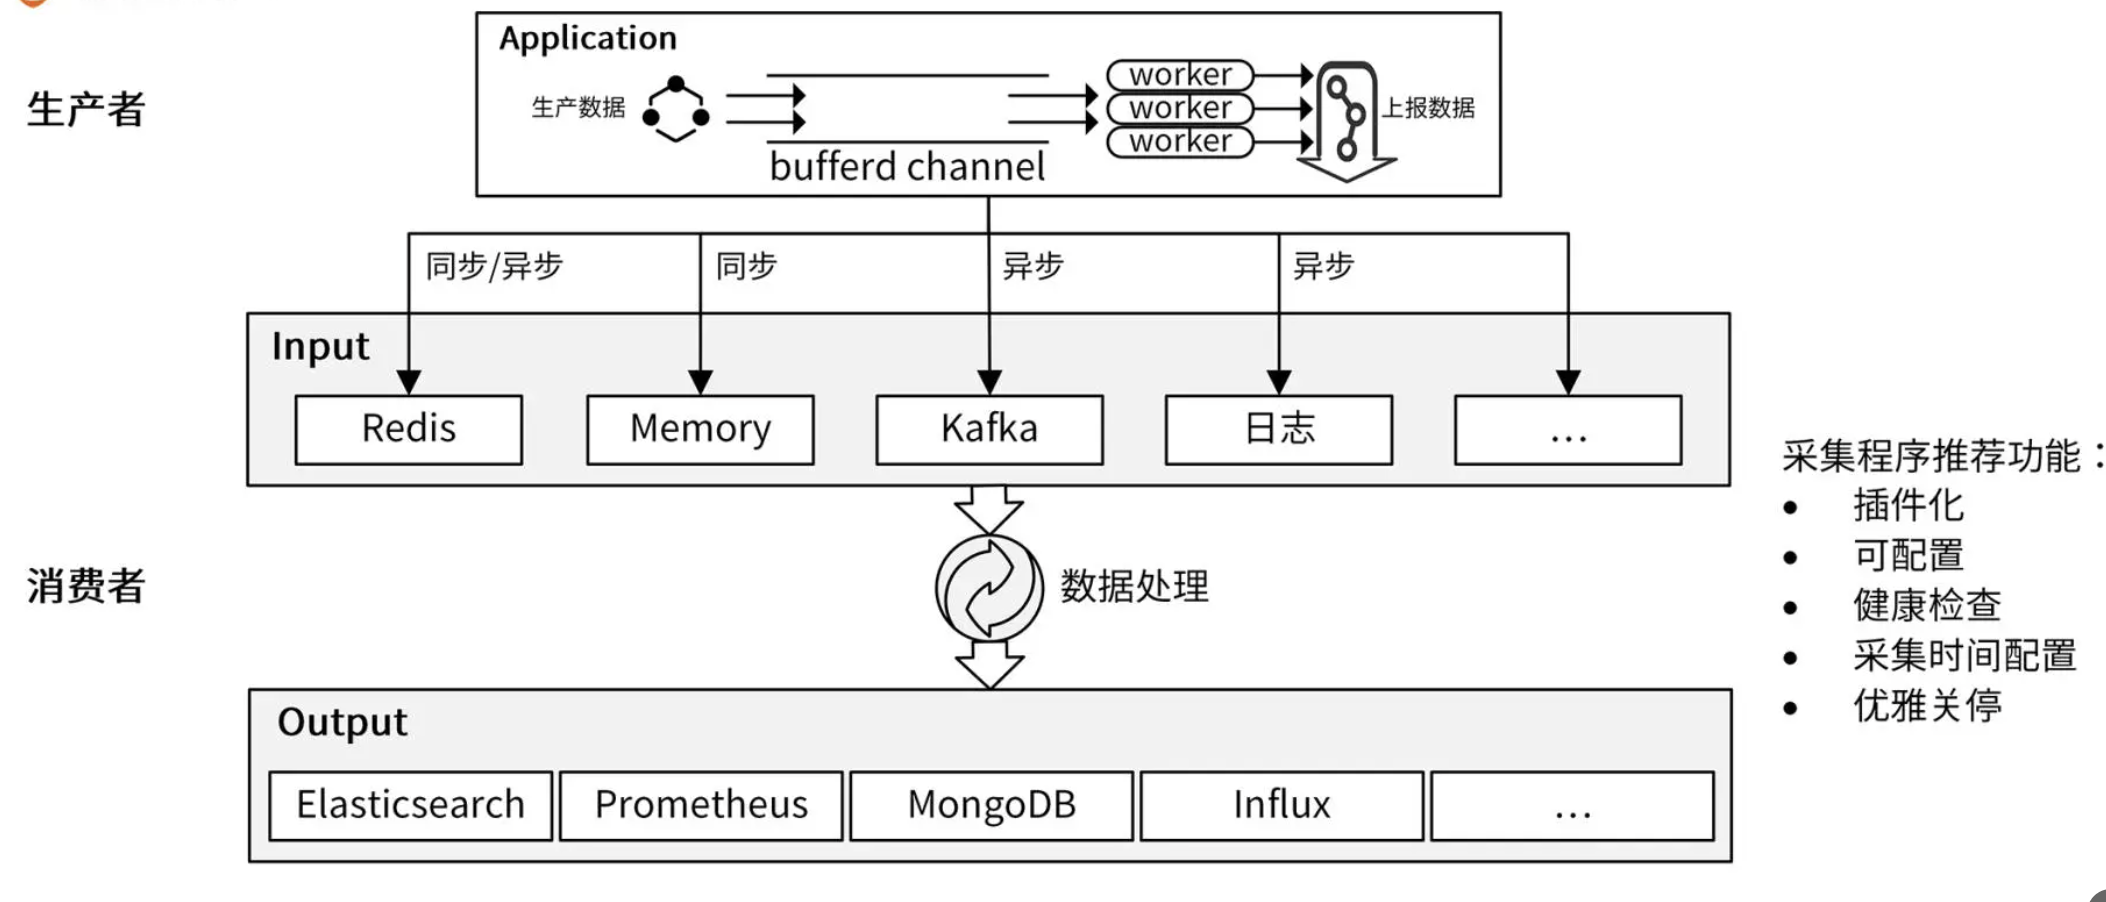 Application
生产者
生产数据
worker
worker
worker
上报数据
bufferd channel
同步/异步
同步
异步
异步
Input
Redis
Memory
Kafka
日志
...
消费者
数据处理
采集程序推荐功能：
• 插件化
• 可配置
• 健康检查
• 采集时间配置
• 优雅关停
Output
Elasticsearch
Prometheus
MongoDB
Influx
...